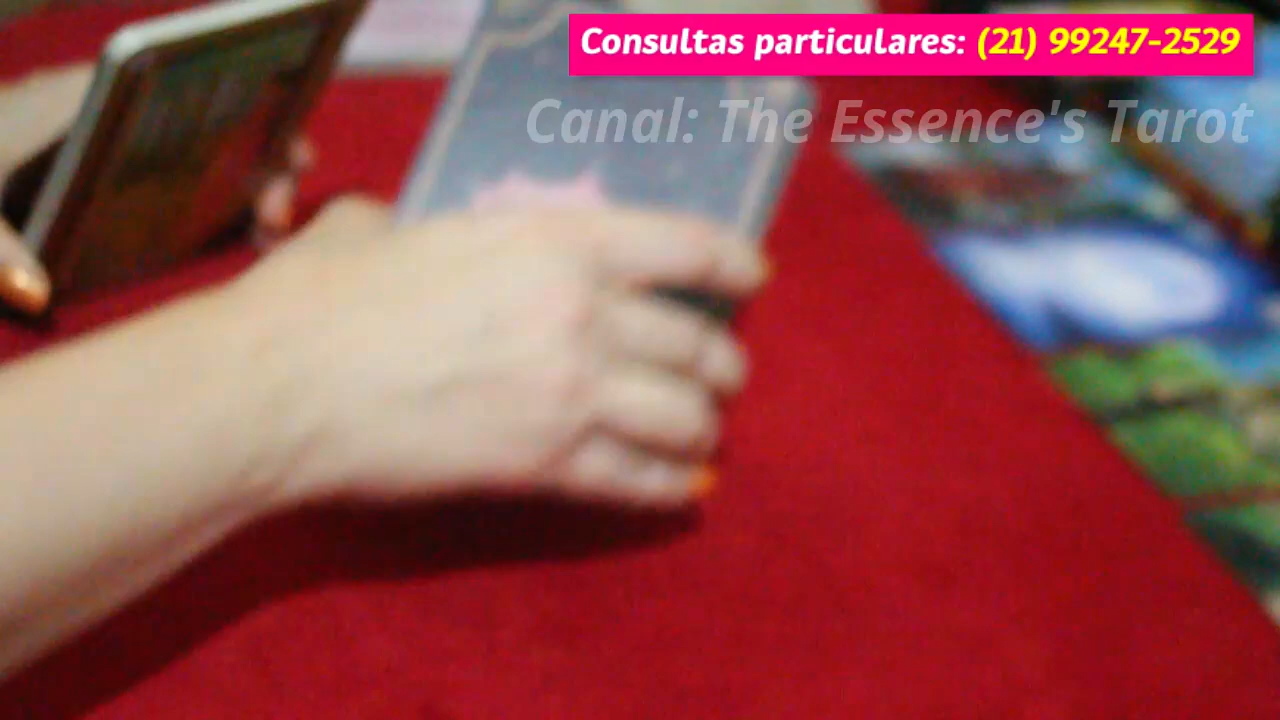 Consultas particulares: (21) 99247-2529
Canal: The Essence's Tarot